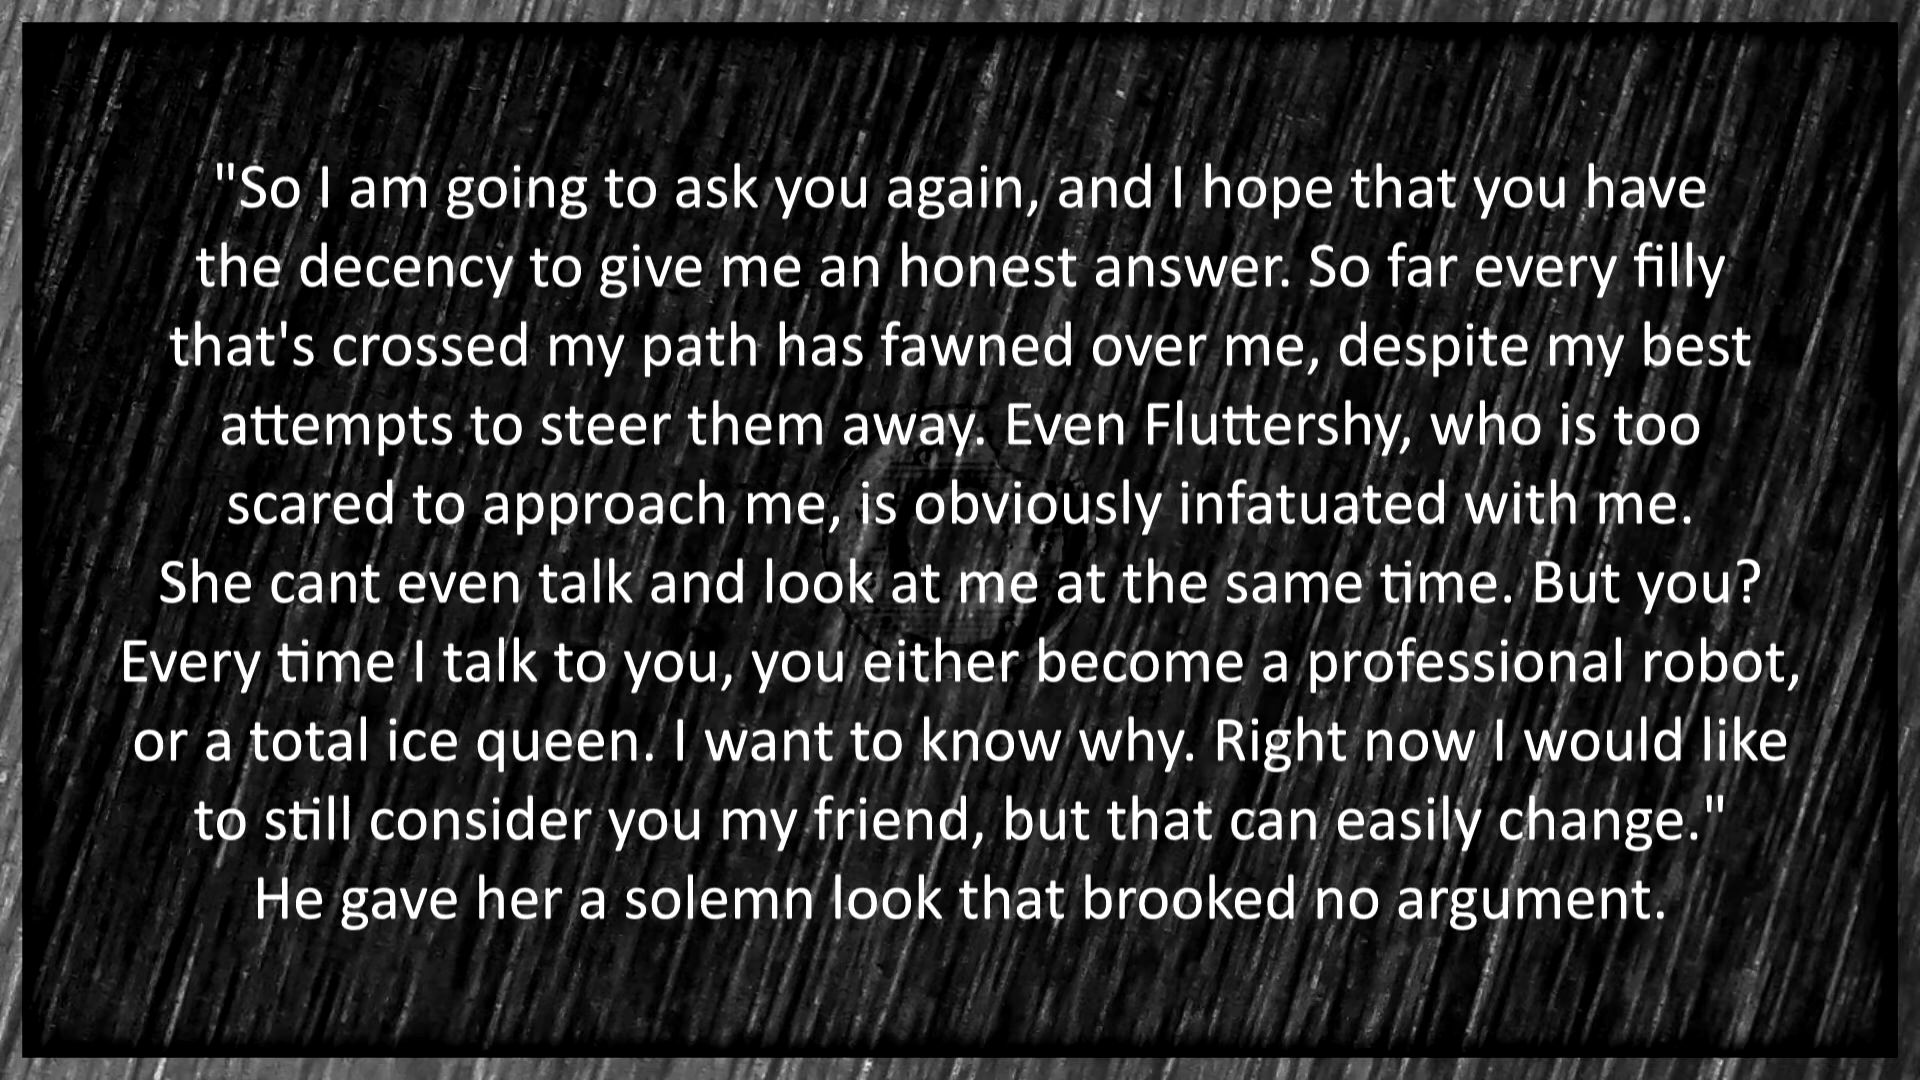 "So I am going to ask you again, and I hope that you have
the decency to give me an honest answer. So far every filly
that's crossed my path has fawned over me, despite my best
attempts to steer them away. Even Fluttershy, who is too
scared to approach me, is obviously infatuated with me.
She cant even talk and look at me at the same time. But you?
Every time I talk to you, you either become a professional robot,
or a total ice queen. I want to know why. Right now I would like
to still consider you my friend, but that can easily change."
He gave her a solemn look that brooked no argument.